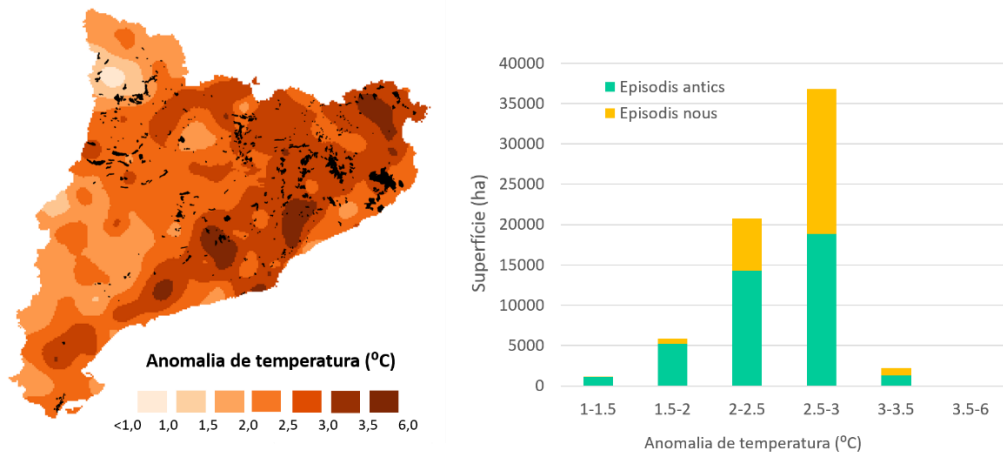 Anomalia de temperatura (⁰C)
<1,0 1,0 1,5 2,0 2,5 3,0 3,5 6,0
Superfície (ha)
40000
35000
30000
25000
20000
15000
10000
5000
0
Episodis antics
Episodis nous
1-1.5 1.5-2 2-2.5 2.5-3 3-3.5 3.5-6
Anomalia de temperatura (⁰C)